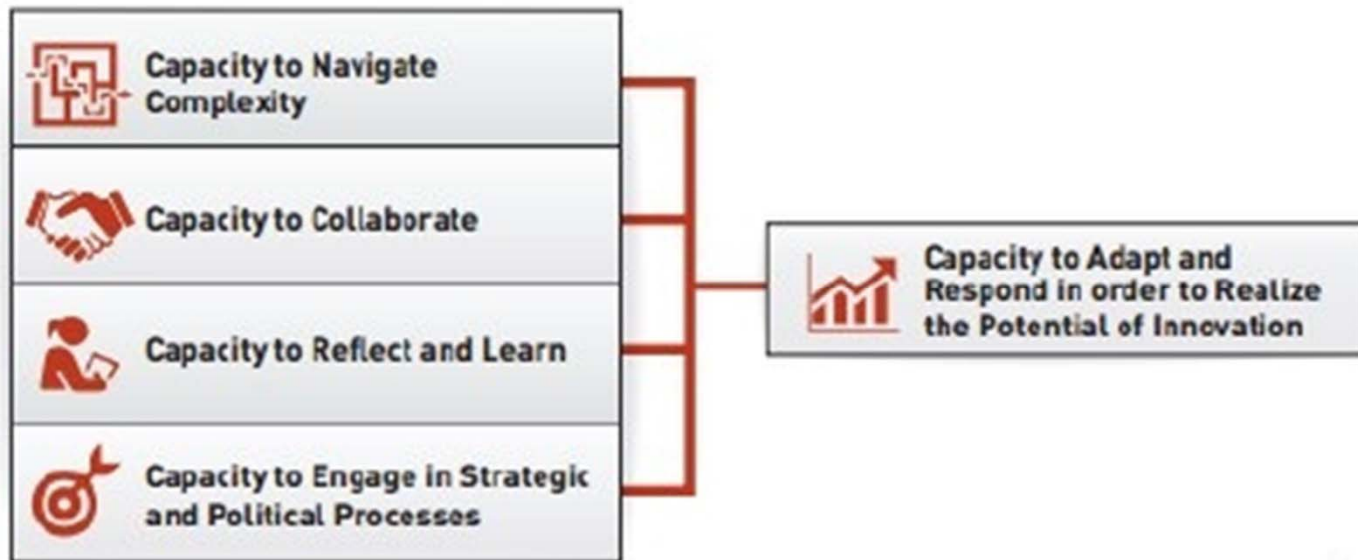 Capacity to Navigate
Complexity
Capacity to Collaborate
Capacity to Reflect and Learn
Capacity to Engage in Strategic
and Political Processes
Capacity to Adapt and
Respond in order to Realize
the Potential of Innovation